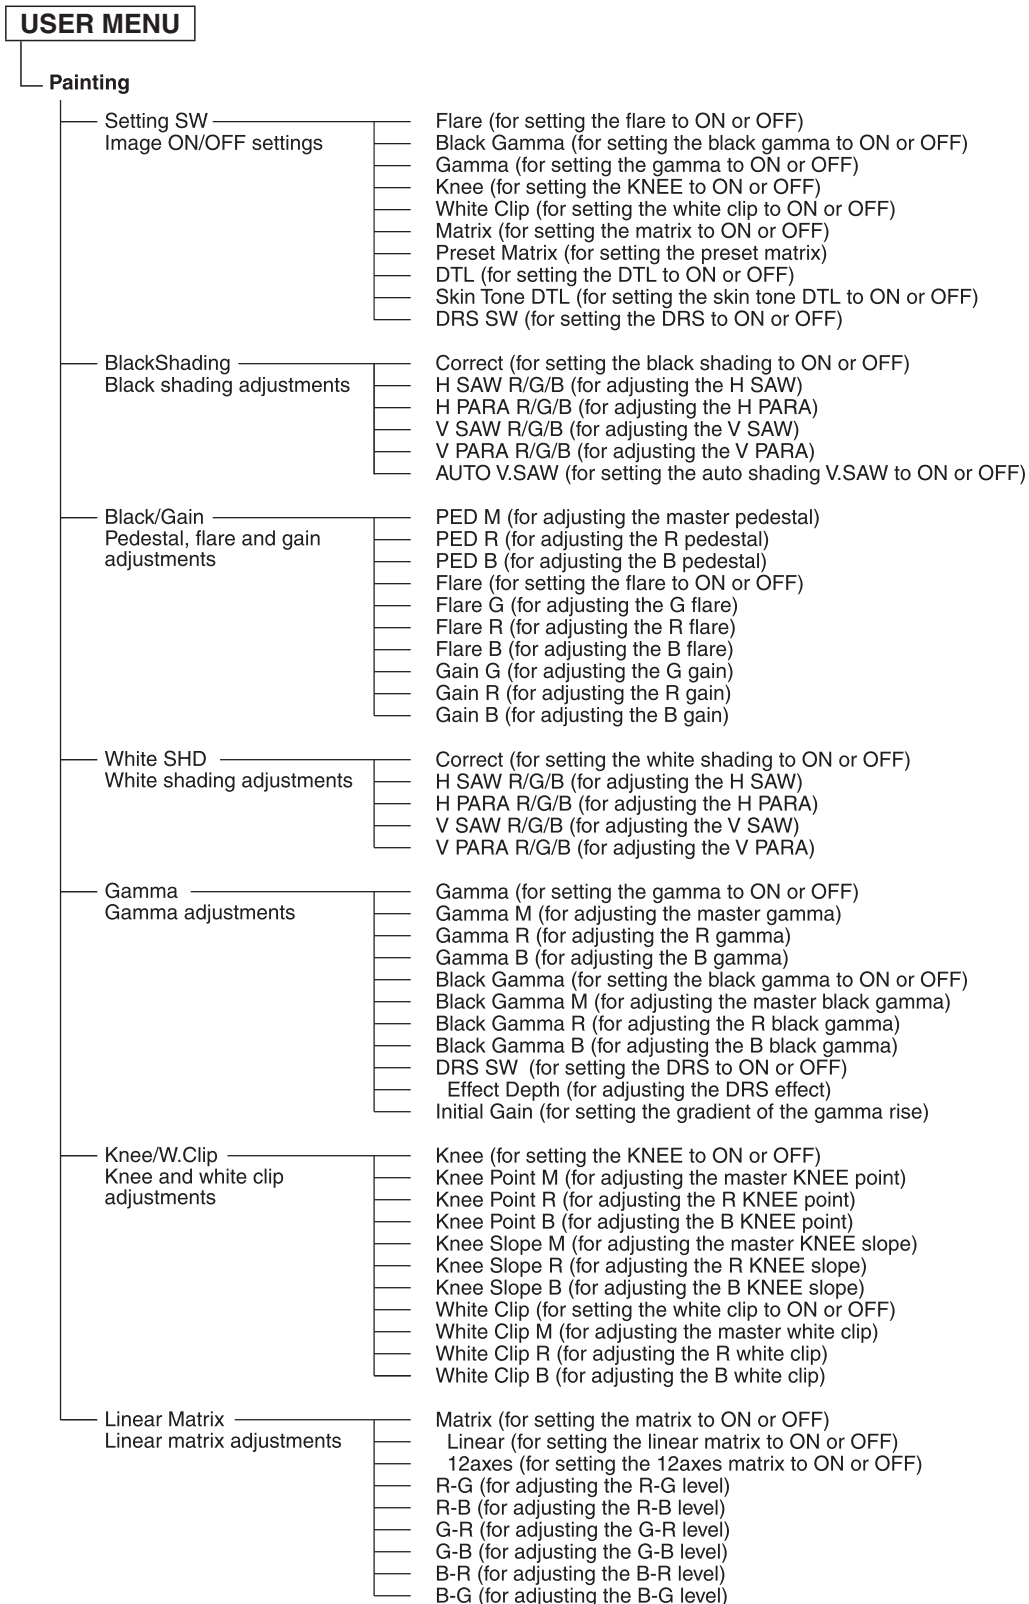 USER MENU
Painting
Setting SW
Image ON/OFF settings
Flare (for setting the flare to ON or OFF)
Black Gamma (for setting the black gamma to ON or OFF)
Gamma (for setting the gamma to ON or OFF)
Knee (for setting the KNEE to ON or OFF)
White Clip (for setting the white clip to ON or OFF)
Matrix (for setting the matrix to ON or OFF)
Preset Matrix (for setting the preset matrix)
DTL (for setting the DTL to ON or OFF)
Skin Tone DTL (for setting the skin tone DTL to ON or OFF)
DRS SW (for setting the DRS to ON or OFF)
BlackShading
Black shading adjustments
Correct (for setting the black shading to ON or OFF)
H SAW R/G/B (for adjusting the H SAW)
H PARA R/G/B (for adjusting the H PARA)
V SAW R/G/B (for adjusting the V SAW)
V PARA R/G/B (for adjusting the V PARA)
AUTO V.SAW (for setting the auto shading V.SAW to ON or OFF)
Black/Gain
Pedestal, flare and gain
adjustments
PED M (for adjusting the master pedestal)
PED R (for adjusting the R pedestal)
PED B (for adjusting the B pedestal)
Flare (for setting the flare to ON or OFF)
Flare G (for adjusting the G flare)
Flare R (for adjusting the R flare)
Flare B (for adjusting the B flare)
Gain G (for adjusting the G gain)
Gain R (for adjusting the R gain)
Gain B (for adjusting the B gain)
White SHD
White shading adjustments
Correct (for setting the white shading to ON or OFF)
H SAW R/G/B (for adjusting the H SAW)
H PARA R/G/B (for adjusting the H PARA)
V SAW R/G/B (for adjusting the V SAW)
V PARA R/G/B (for adjusting the V PARA)
Gamma
Gamma adjustments
Gamma (for setting the gamma to ON or OFF)
Gamma M (for adjusting the master gamma)
Gamma R (for adjusting the R gamma)
Gamma B (for adjusting the B gamma)
Black Gamma (for setting the black gamma to ON or OFF)
Black Gamma M (for adjusting the master black gamma)
Black Gamma R (for adjusting the R black gamma)
Black Gamma B (for adjusting the B black gamma)
DRS SW (for setting the DRS to ON or OFF)
Effect Depth (for adjusting the DRS effect)
Initial Gain (for setting the gradient of the gamma rise)
Knee/W.Clip
Knee and white clip
adjustments
Knee (for setting the KNEE to ON or OFF)
Knee Point M (for adjusting the master KNEE point)
Knee Point R (for adjusting the R KNEE point)
Knee Point B (for adjusting the B KNEE point)
Knee Slope M (for adjusting the master KNEE slope)
Knee Slope R (for adjusting the R KNEE slope)
Knee Slope B (for adjusting the B KNEE slope)
White Clip (for setting the white clip to ON or OFF)
White Clip M (for adjusting the master white clip)
White Clip R (for adjusting the R white clip)
White Clip B (for adjusting the B white clip)
Linear Matrix
Linear matrix adjustments
Matrix (for setting the matrix to ON or OFF)
Linear (for setting the linear matrix to ON or OFF)
12axes (for setting the 12axes matrix to ON or OFF)
R-G (for adjusting the R-G level)
R-B (for adjusting the R-B level)
G-R (for adjusting the G-R level)
G-B (for adjusting the G-B level)
B-R (for adjusting the B-R level)
B-G (for adjusting the B-G level)